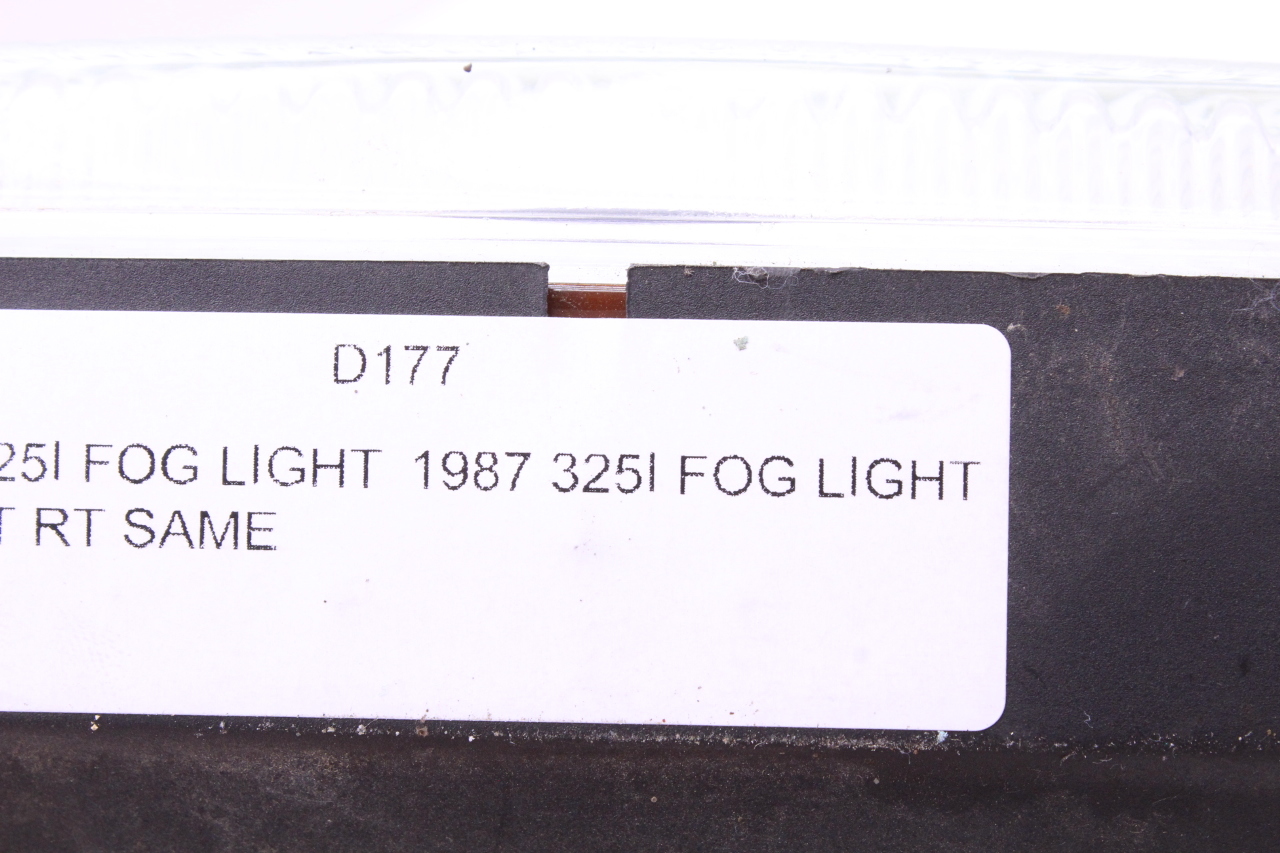 D177
25I FOG LIGHT 1987 325I FOG LIGHT
T RT SAME